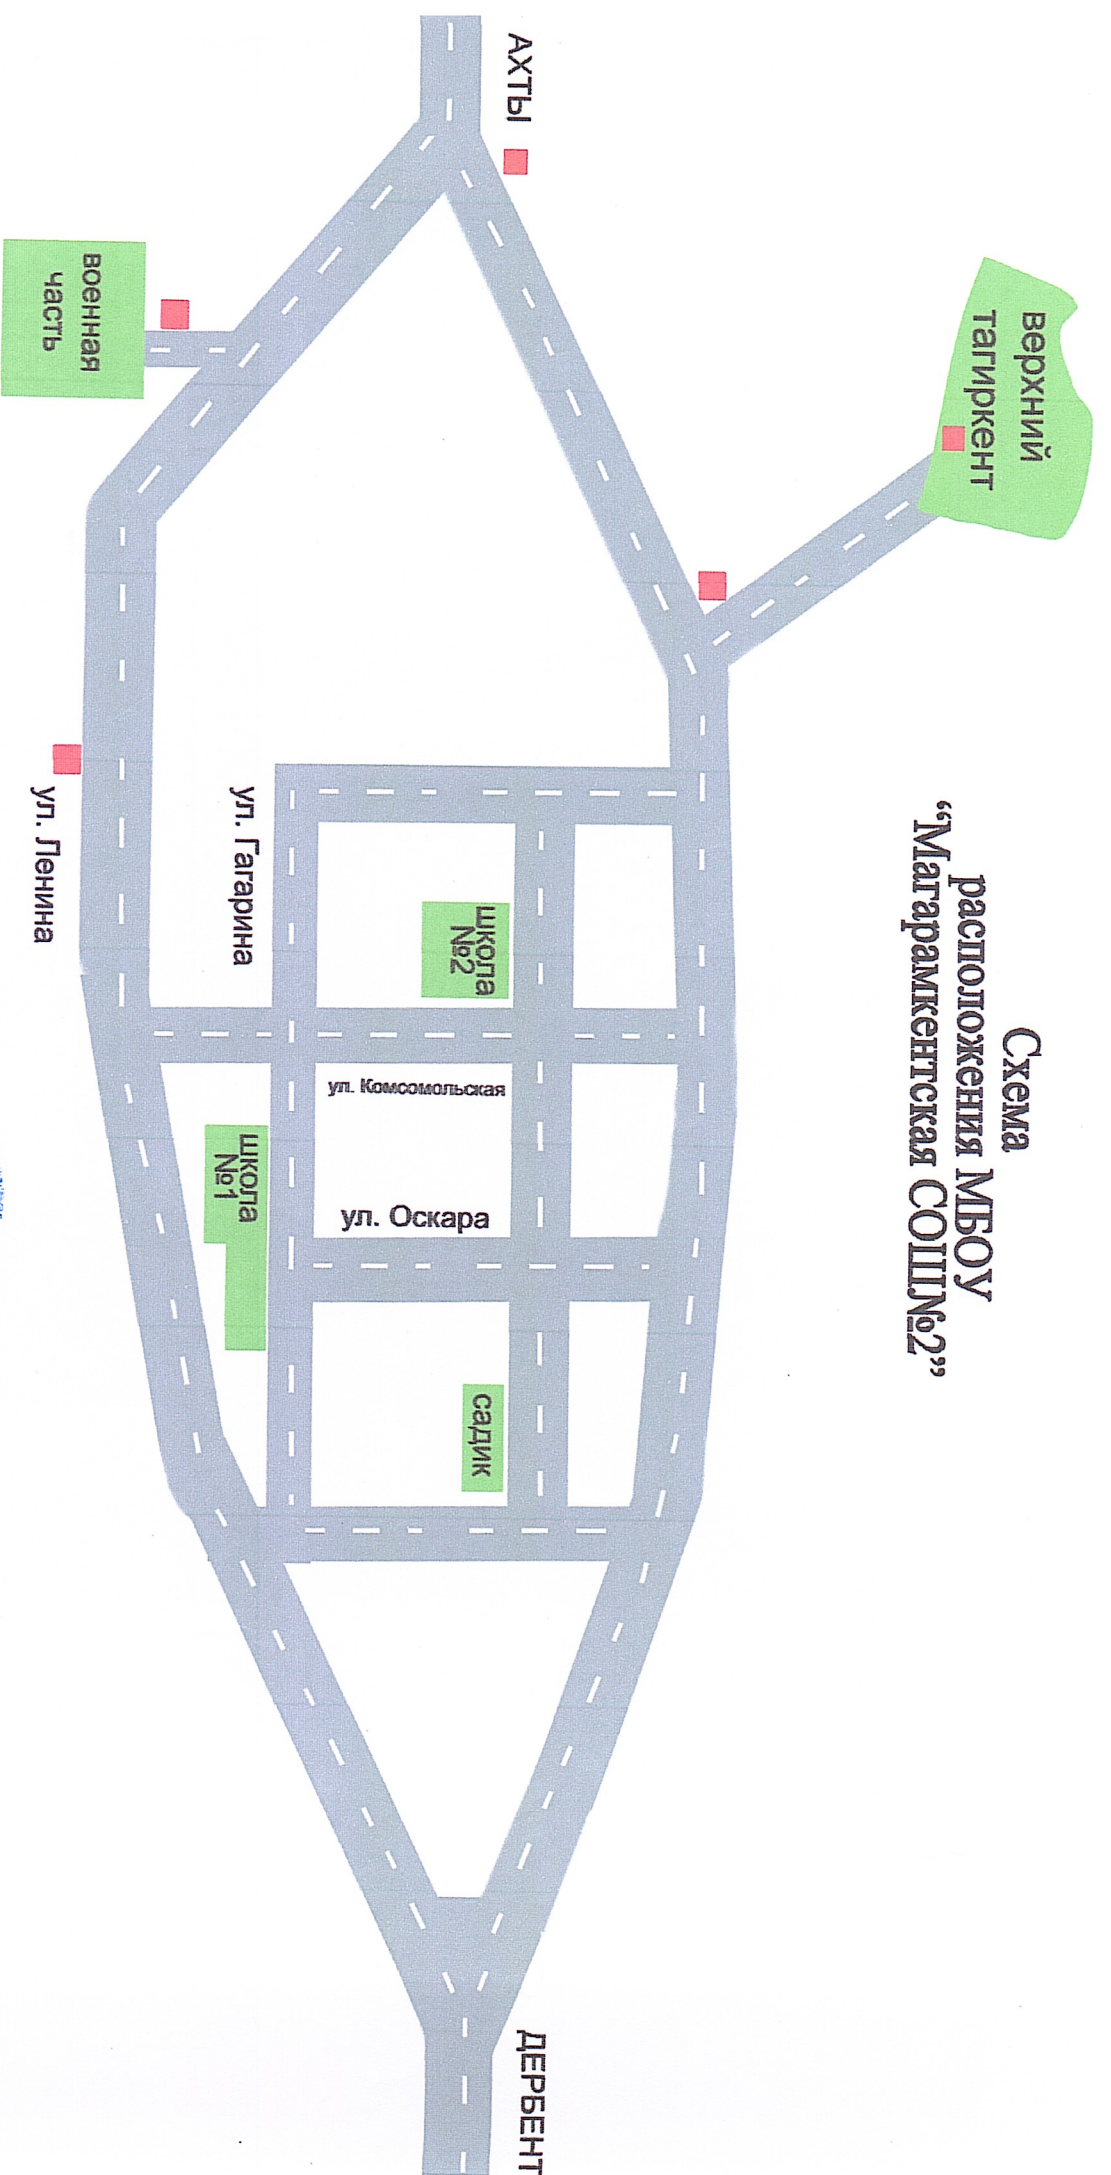 Схема
расположения МБОУ
“Магарамкентская СОШ№2”
верхний
тагиркент
АХТЫ
ДЕРБЕНТ
школа
№2
ул. Комсомольская
ул. Оскара
садик
ул. Гагарина
школа
№1
военная
часть
ул. Ленина